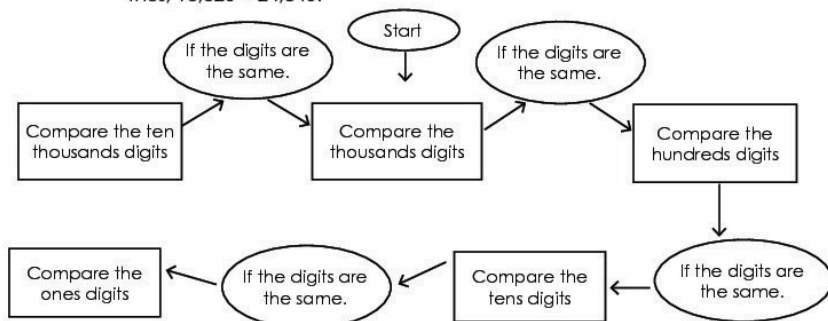 Start
If the digits are
the same.
If the digits are
the same.
Compare the ten
thousands digits
Compare the
thousands digits
Compare the
hundreds digits
If the digits are
the same.
Compare the
tens digits
If the digits are
the same.
Compare the
ones digits